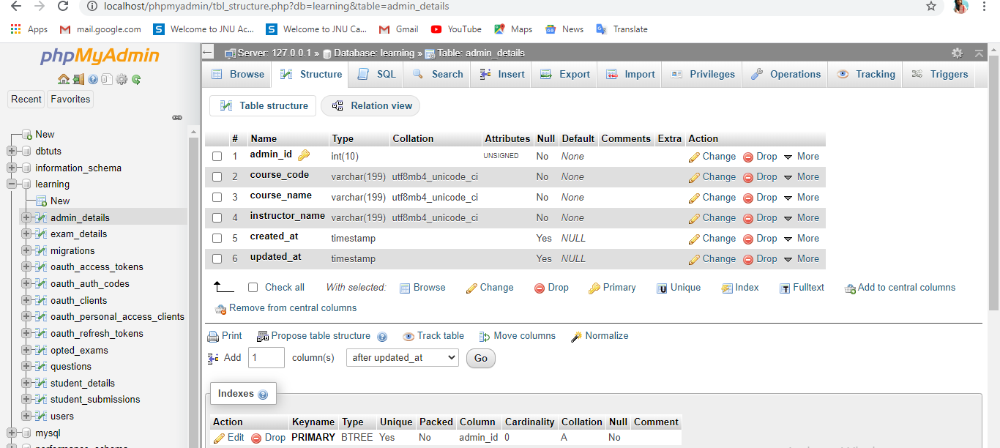 localhost/phpmyadmin/tbl_structure.php?db=learning&table=admin_details
Apps mail.google.com Welcome to JNU Ac... Welcome to JNU Ca... Gmail YouTube Maps News Translate
phpMyAdmin
Recent Favorites
New
dbtuts
information_schema
learning
New
admin_details
exam_details
migrations
oauth_access_tokens
oauth_auth_codes
oauth_clients
oauth_personal_access_clients
oauth_refresh_tokens
opted_exams
questions
student_details
student_submissions
users
mysql
Server: 127.0.0.1 » Database: learning » Table: admin_details
Browse Structure SQL Search Insert Export Import Privileges Operations Tracking Triggers
Table structure Relation view
# Name Type Collation Attributes Null Default Comments Extra Action
1 admin_id int(10) UNSIGNED No None Change Drop More
2 course_code varchar(199) utf8mb4_unicode_ci No None Change Drop More
3 course_name varchar(199) utf8mb4_unicode_ci No None Change Drop More
4 instructor_name varchar(199) utf8mb4_unicode_ci No None Change Drop More
5 created_at timestamp Yes NULL Change Drop More
6 updated_at timestamp Yes NULL Change Drop More
Check all With selected: Browse Change Drop Primary Unique Index Fulltext Add to central columns
Remove from central columns
Print Propose table structure Track table Move columns Normalize
Add 1 column(s) after updated_at Go
Indexes
Action Keyname Type Unique Packed Column Cardinality Collation Null Comment
Edit Drop PRIMARY BTREE Yes No admin_id 0 A No